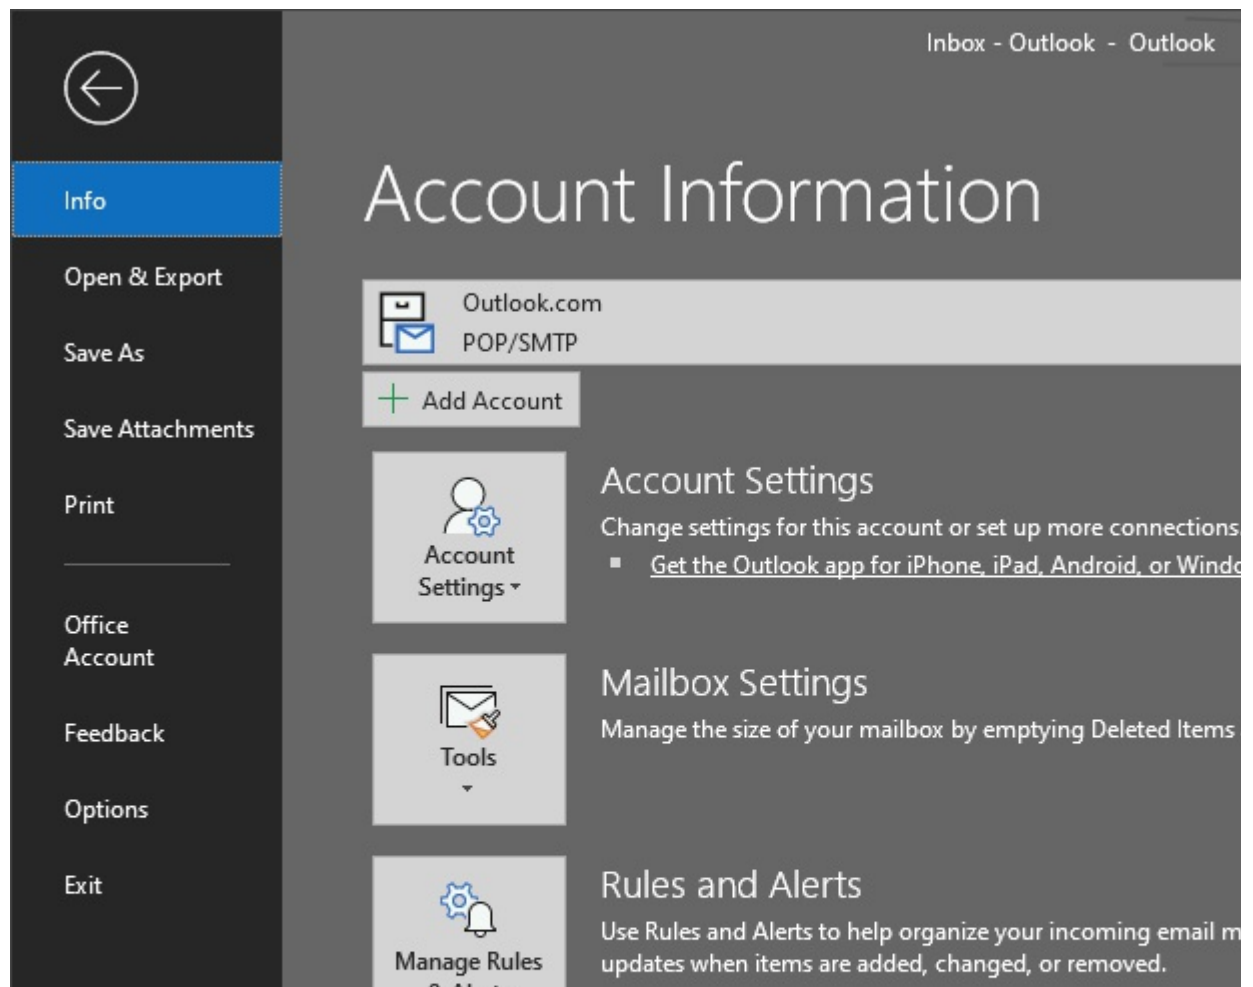 Inbox - Outlook - Outlook
Info
Open & Export
Save As
Save Attachments
Print
Office
Account
Feedback
Options
Exit
Account Information
Outlook.com
POP/SMTP
Add Account
Account
Settings
Account Settings
Change settings for this account or set up more connections.
Get the Outlook app for iPhone, iPad, Android, or
Tools
Mailbox Settings
Manage the size of your mailbox by emptying Deleted Items
Manage Rules
Rules and Alerts
Use Rules and Alerts to help organize your incoming email
updates when items are added, changed, or removed.